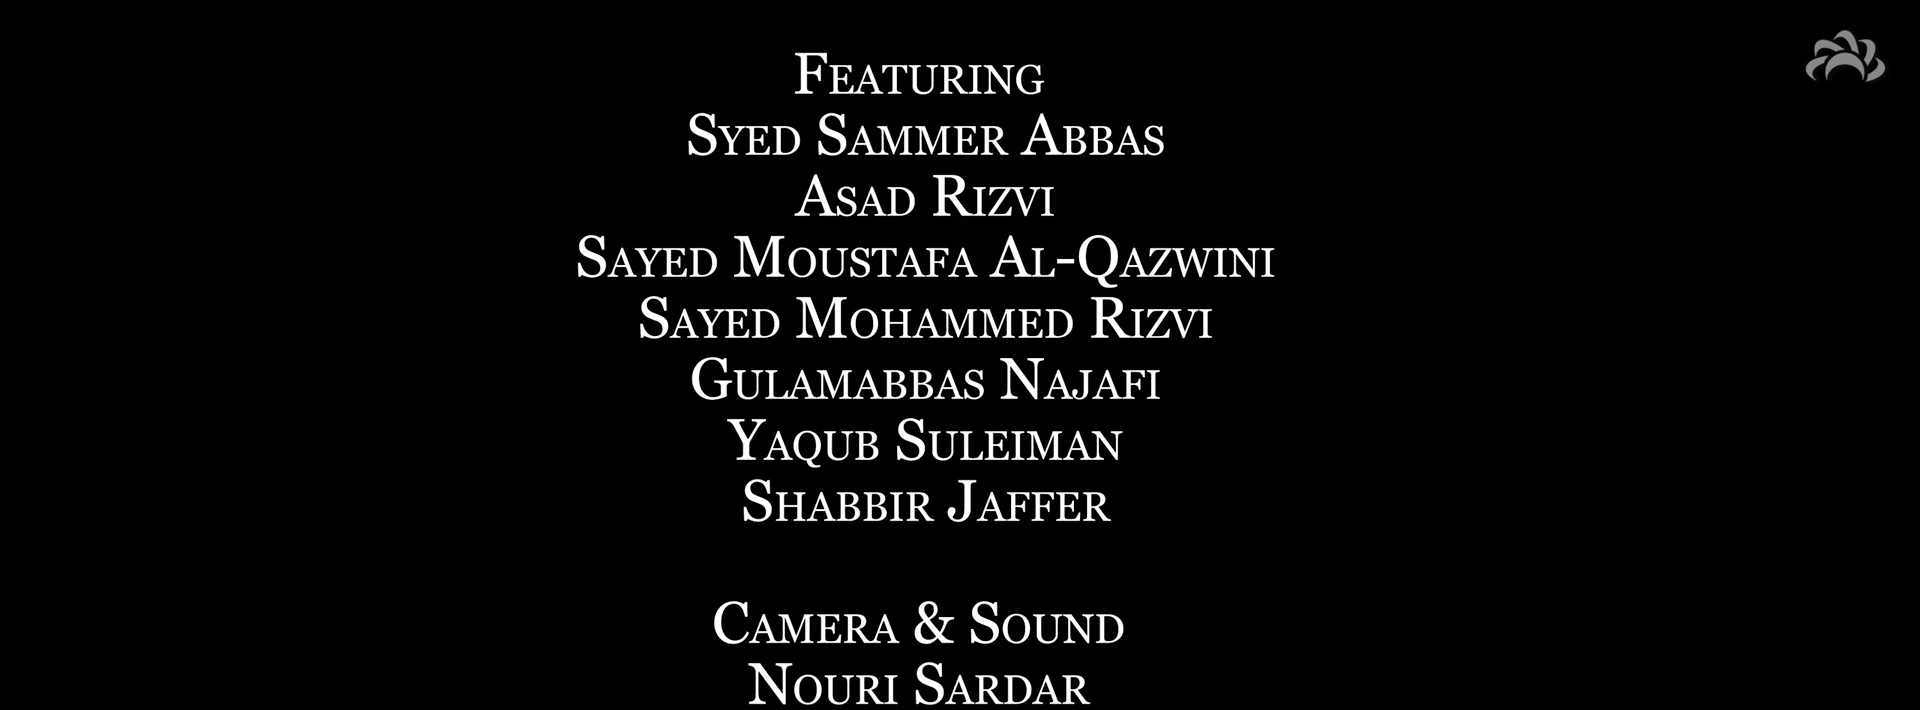 Featuring
Syed Sammer Abbas
Asad Rizvi
Sayed Moustafa Al-Qazwini
Sayed Mohammed Rizvi
Gulamabbas Najafi
Yaqub Suleiman
Shabbir Jaffer
Camera & Sound
Nouri Sardar